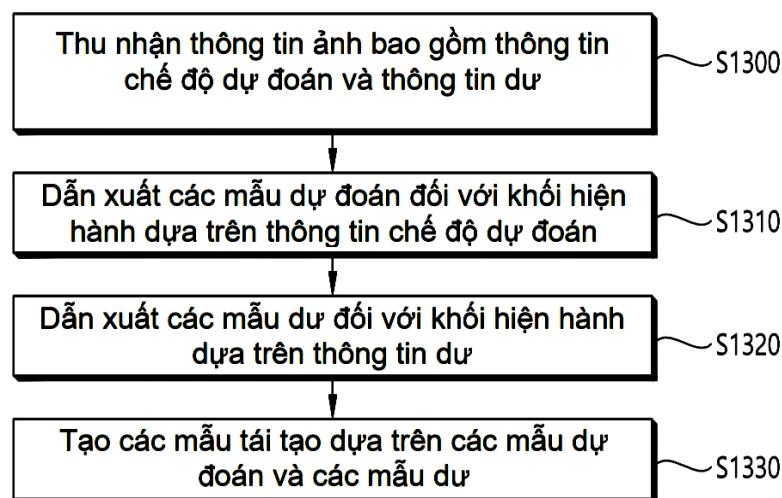 Thu nhận thông tin ảnh bao gồm thông tin
chế độ dự đoán và thông tin dư
S1300
Dẫn xuất các mẫu dự đoán đối với khối hiện
hành dựa trên thông tin chế độ dự đoán
S1310
Dẫn xuất các mẫu dư đối với khối hiện hành
dựa trên thông tin dư
S1320
Tạo các mẫu tái tạo dựa trên các mẫu dự
đoán và các mẫu dư
S1330